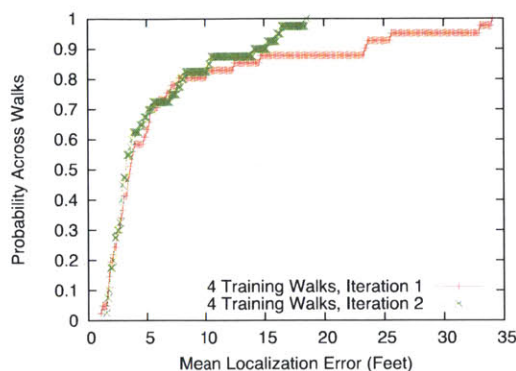 1
0.9
0.8
0.7
0.6
0.5
0.4
0.3
0.2
0.1
0
Probability Across Walks
4 Training Walks, Iteration 1
4 Training Walks, Iteration 2
0 5 10 15 20 25 30 35
Mean Localization Error (Feet)